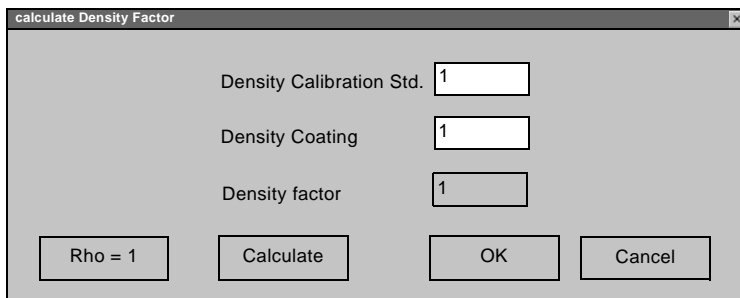 calculate Density Factor
Density Calibration Std. 1
Density Coating 1
Density factor 1
Rho = 1 Calculate OK Cancel